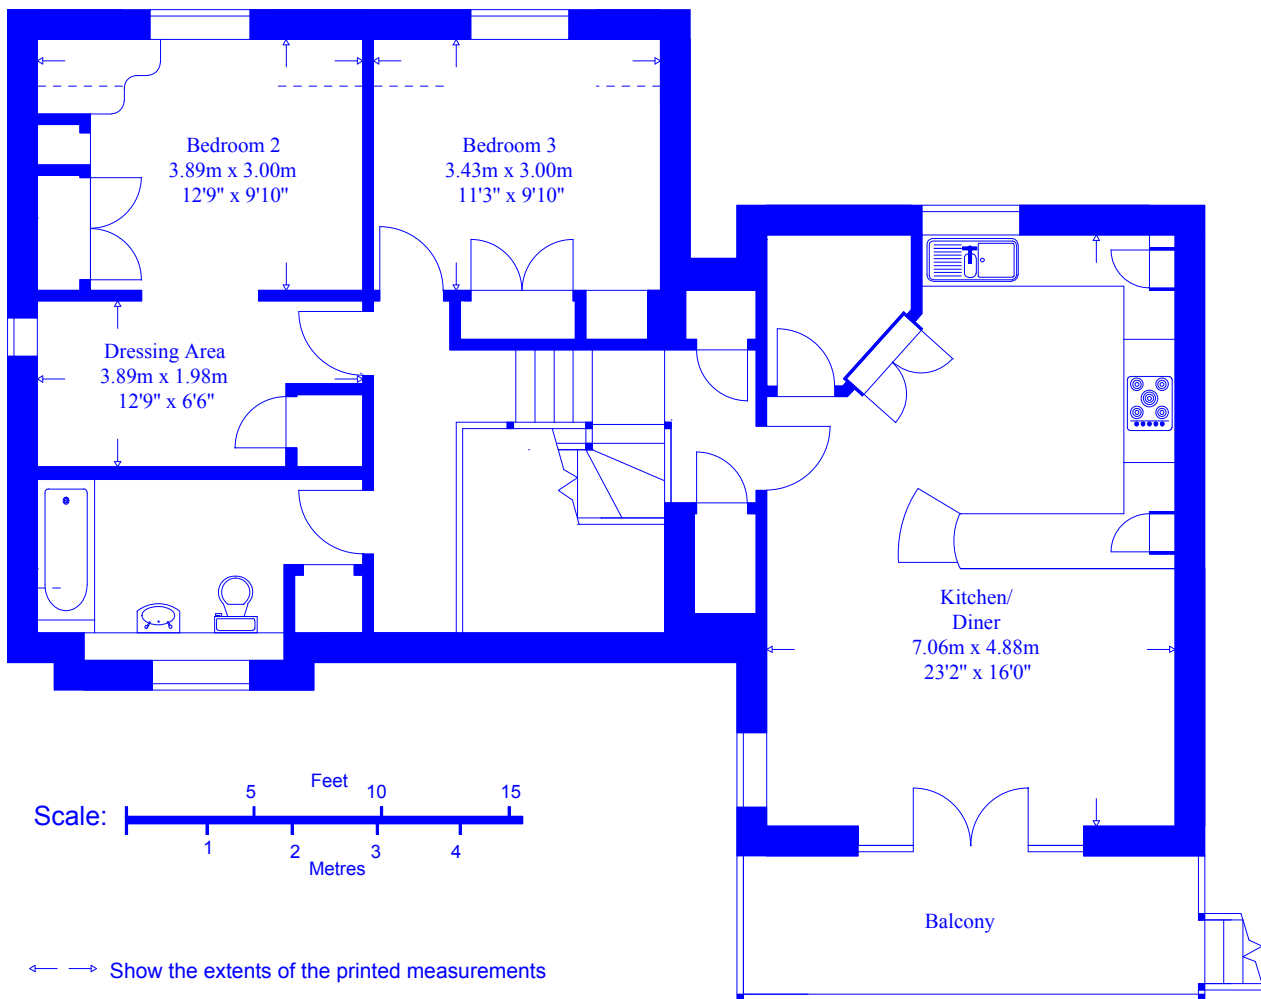 Bedroom 2
3.89m x 3.00m
12'9" x 9'10"
Bedroom 3
3.43m x 3.00m
11'3" x 9'10"
Dressing Area
3.89m x 1.98m
12'9" x 6'6"
Kitchen/
Diner
7.06m x 4.88m
23'2" x 16'0"
Feet
5 10 15
Scale:
1 2 3 4
Metres
Balcony
Show the extents of the printed measurements